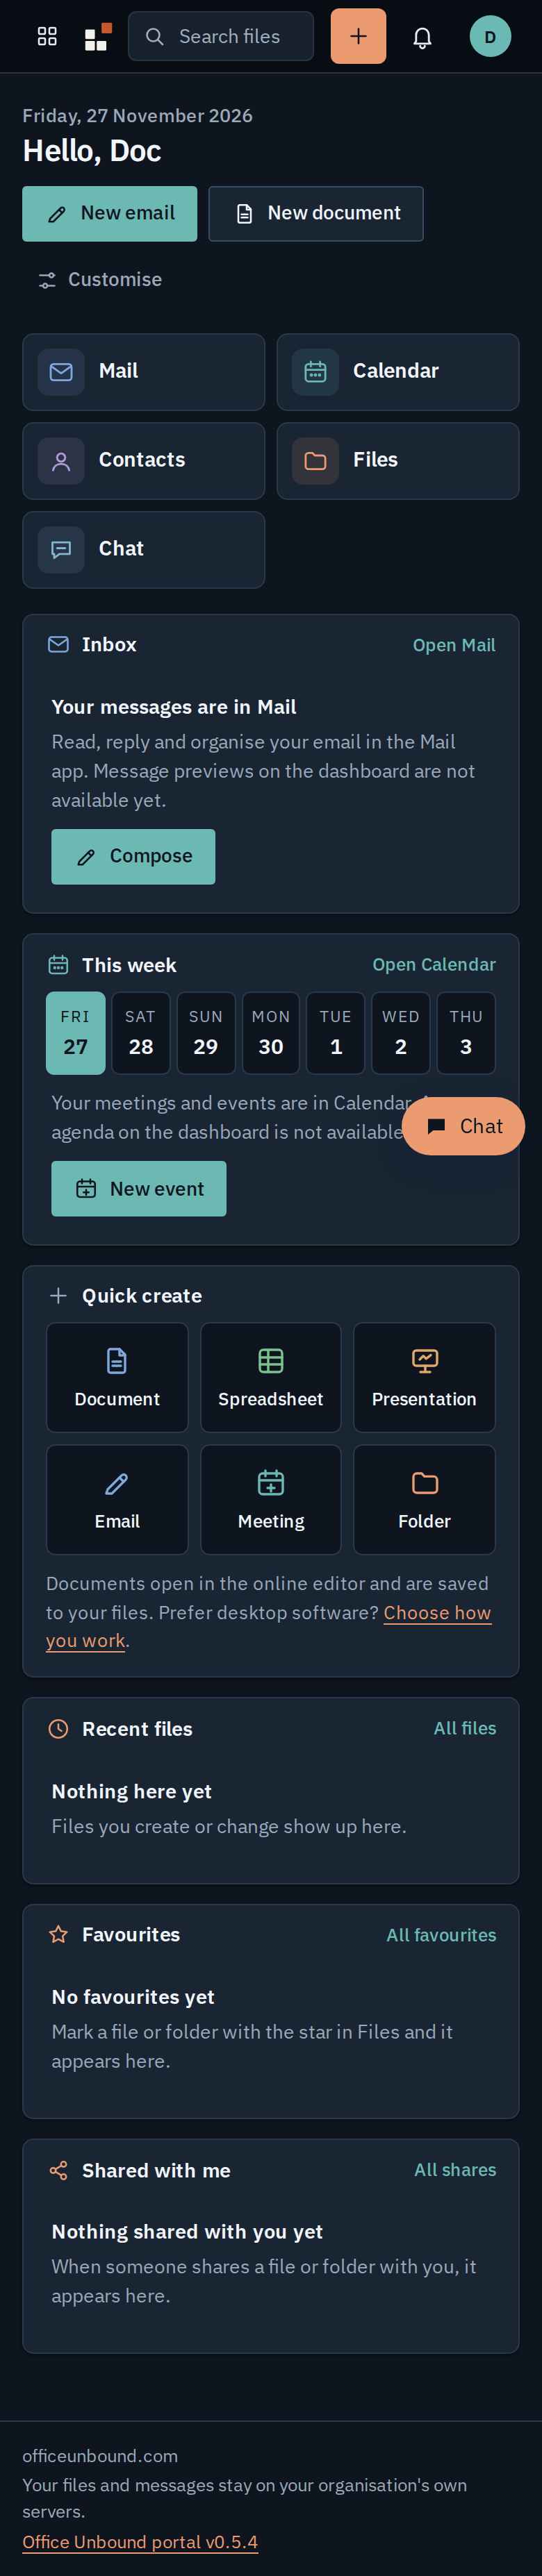 Search files
D
Friday, 27 November 2026
Hello, Doc
New email
New document
Customise
Mail
Calendar
Contacts
Files
Chat
Inbox
Open Mail
Your messages are in Mail
Read, reply and organise your email in the Mail
app. Message previews on the dashboard are not
available yet.
Compose
This week
Open Calendar
FRI SAT SUN MON TUE WED THU
27 28 29 30 1 2 3
Your meetings and events are in Calendar.
agenda on the dashboard is not available
Chat
New event
Quick create
Document
Spreadsheet
Presentation
Email
Meeting
Folder
Documents open in the online editor and are saved
to your files. Prefer desktop software? Choose how
you work.
Recent files
All files
Nothing here yet
Files you create or change show up here.
Favourites
All favourites
No favourites yet
Mark a file or folder with the star in Files and it
appears here.
Shared with me
All shares
Nothing shared with you yet
When someone shares a file or folder with you, it
appears here.
officeunbound.com
Your files and messages stay on your organisation's own
servers.
Office Unbound portal v0.5.4